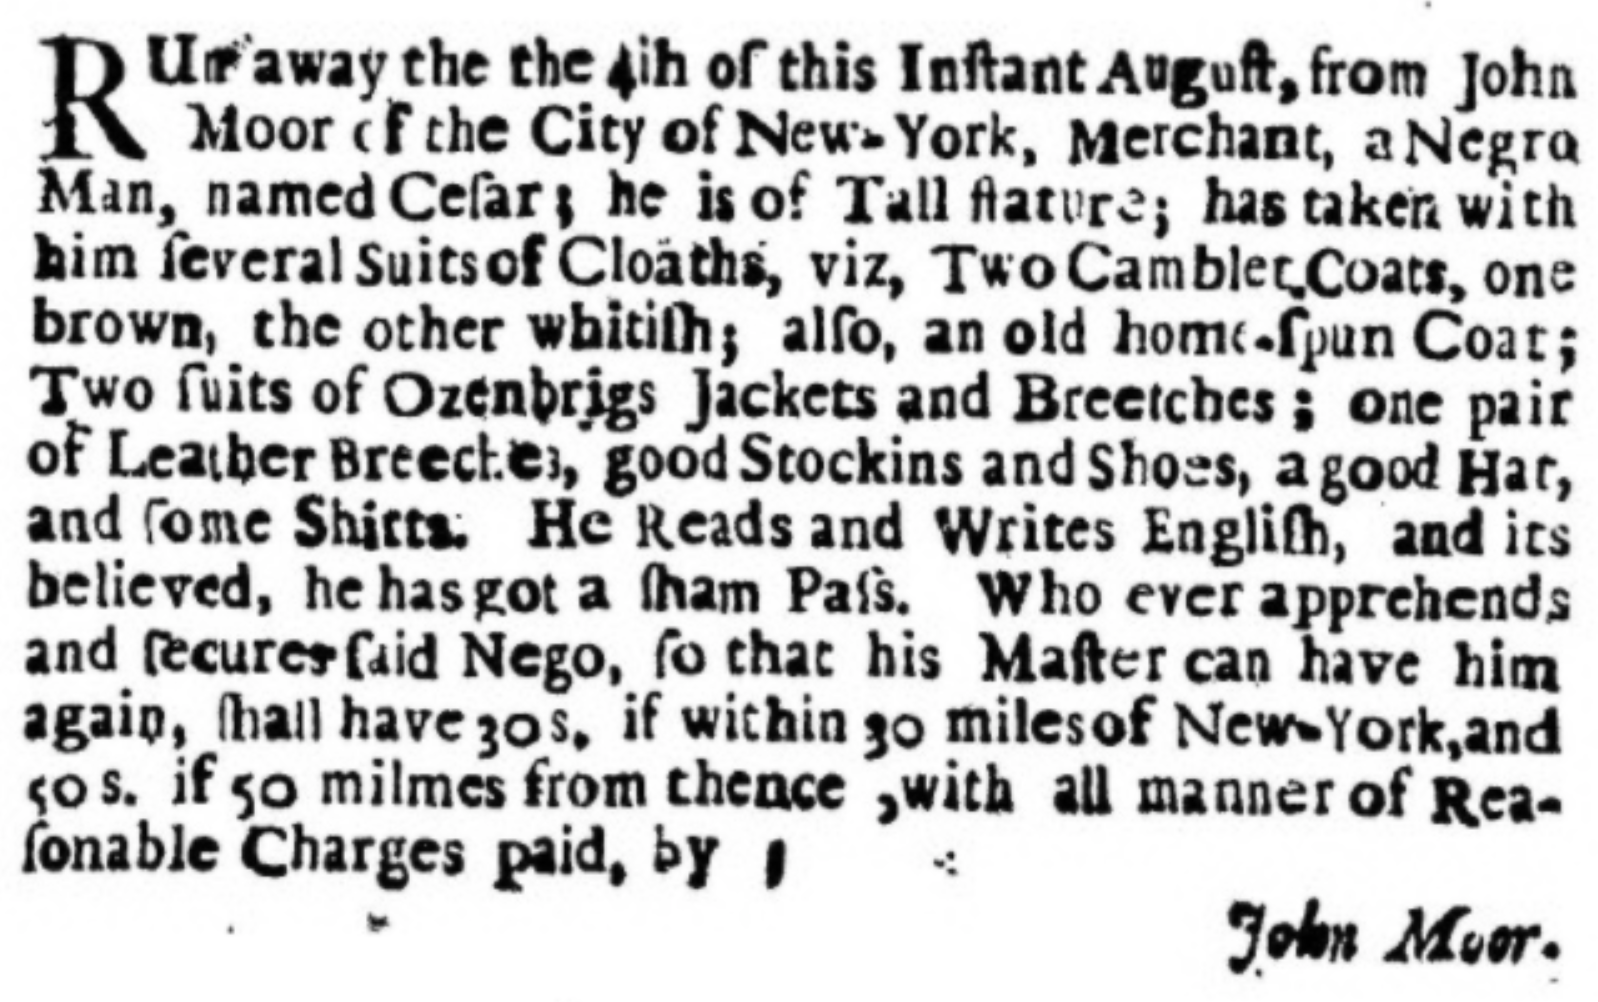 RUn away the the 4ih of this Inſtant Auguſt, from John
Moor of the City of New-York, Merchant, a Negro
Man, named Ceſar; he is of Tall ſtature; has taken with
him ſeveral Suits of Cloaths, viz, Two Camblet Coats, one
brown, the other whitiſh; alſo, an old home-ſpun Coat;
Two ſuits of Ozenbrigs Jackets and Breetches; one pair
of Leather Breeches, good Stockins and Shoes, a good Hat,
and ſome Shirts. He Reads and Writes Engliſh, and its
believed, he has got a ſham Paſs. Who ever apprehends
and ſecures ſaid Nego, ſo that his Maſter can have him
again, ſhall have 30 s. if within 30 miles of New-York, and
50 s. if 50 milmes from thence, with all manner of Rea-
ſonable Charges paid, by
John Moor.